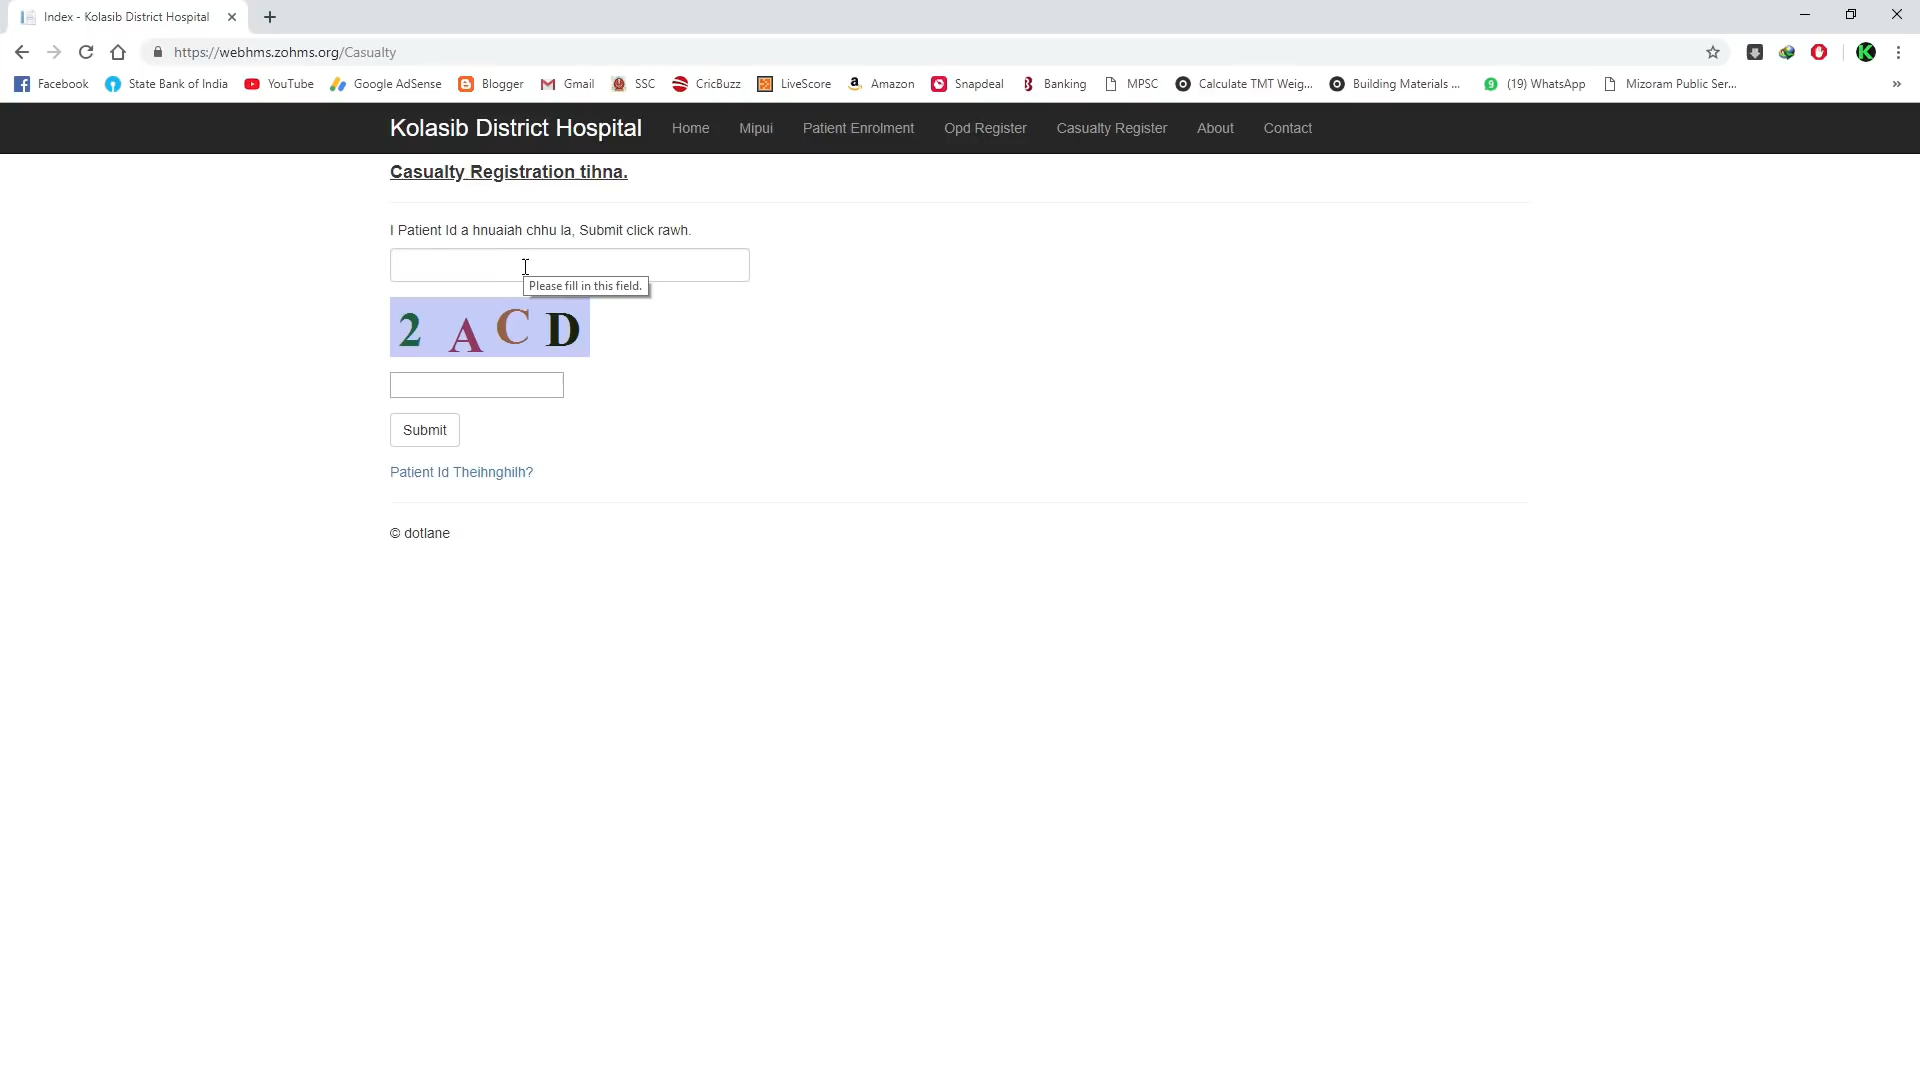 Index - Kolasib District Hospital
https://webhms.zohms.org/Casualty
Facebook State Bank of India YouTube Google AdSense Blogger Gmail SSC CricBuzz LiveScore Amazon Snapdeal Banking MPSC Calculate TMT Weig... Building Materials ... (19) WhatsApp Mizoram Public Ser... »
Kolasib District Hospital Home Mipui Patient Enrolment Opd Register Casualty Register About Contact
Casualty Registration tihna.
I Patient Id a hnuaiah chhu la, Submit click rawh.
Please fill in this field.
2 A C D
Submit
Patient Id Theihnghilh?
© dotlane